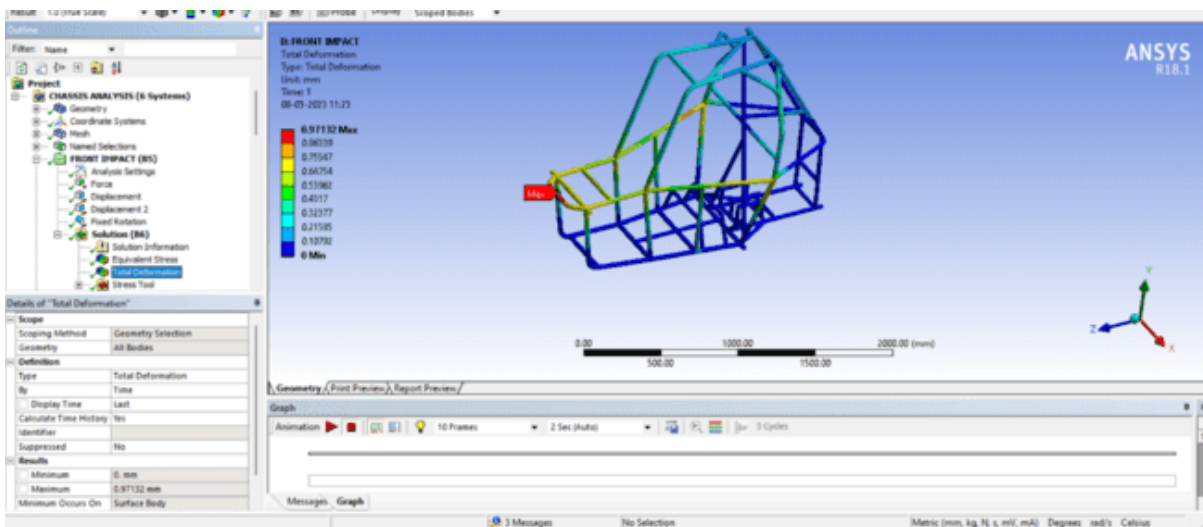 Result 1.0 (True Scale)
Probe Display Scoped Bodies
Outline
Filter: Name
Project
CHASSIS ANALYSIS (6 Systems)
Geometry
Coordinate Systems
Mesh
Named Selections
FRONT IMPACT (B5)
Analysis Settings
Force
Displacement
Displacement 2
Fixed Rotation
Solution (B6)
Solution Information
Equivalent Stress
Total Deformation
Stress Tool
Details of "Total Deformation"
Scope
Scoping Method Geometry Selection
Geometry All Bodies
Definition
Type Total Deformation
By Time
Display Time Last
Calculate Time History Yes
Identifier
Suppressed No
Results
Minimum 0. mm
Maximum 0.97132 mm
Minimum Occurs On Surface Body
FRONT IMPACT
Total Deformation
Type: Total Deformation
Unit: mm
Time: 1
08-03-2023 11:23
0.97132 Max
0.86339
0.75547
0.64754
0.53962
0.4317
0.32377
0.21585
0.10792
0 Min
Max
ANSYS
R18.1
Y
Z
X
0.00 1000.00 2000.00 (mm)
500.00 1500.00
Geometry Print Preview Report Preview
Graph
Animation 10 Frames 2 Sec (Auto) 3 Cycles
Messages Graph
3 Messages No Selection Metric (mm, kg, N, s, mV, mA) Degrees rad/s Celsius